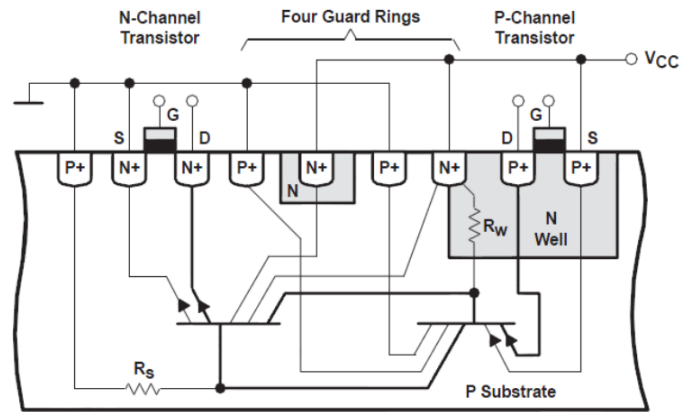 N-Channel
Transistor
Four Guard Rings
P-Channel
Transistor
VCC
G
S
D
D
G
S
P+
N+
N+
P+
N+
P+
N+
P+
P+
N
RW
N
Well
RS
P Substrate